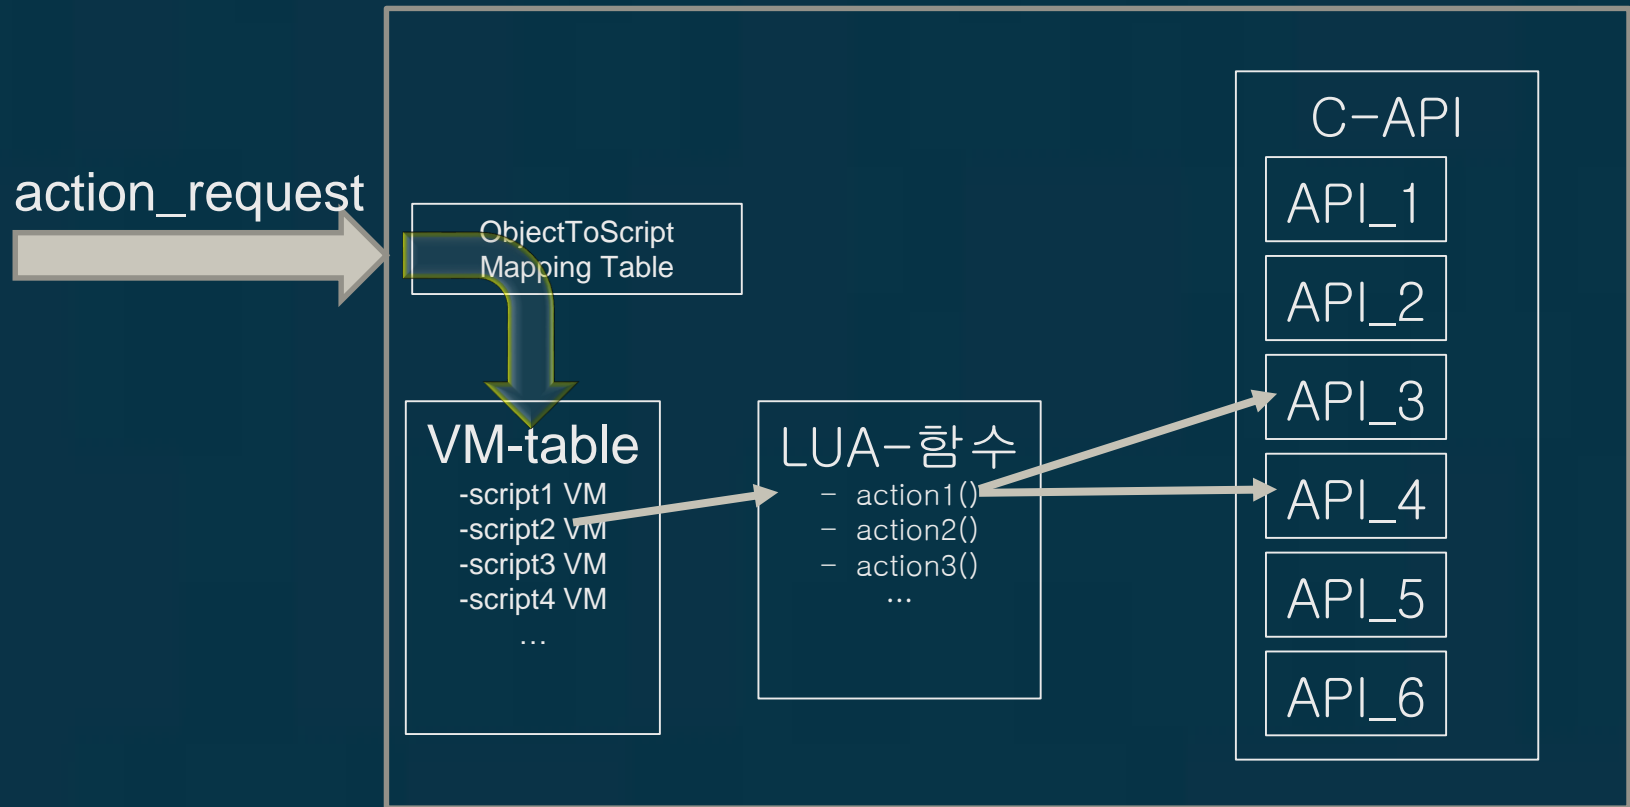 action_request
ObjectToScript
Mapping Table
VM-table
-script1 VM
-script2 VM
-script3 VM
-script4 VM
…
LUA-함수
- action1()
- action2()
- action3()
…
C-API
API_1
API_2
API_3
API_4
API_5
API_6